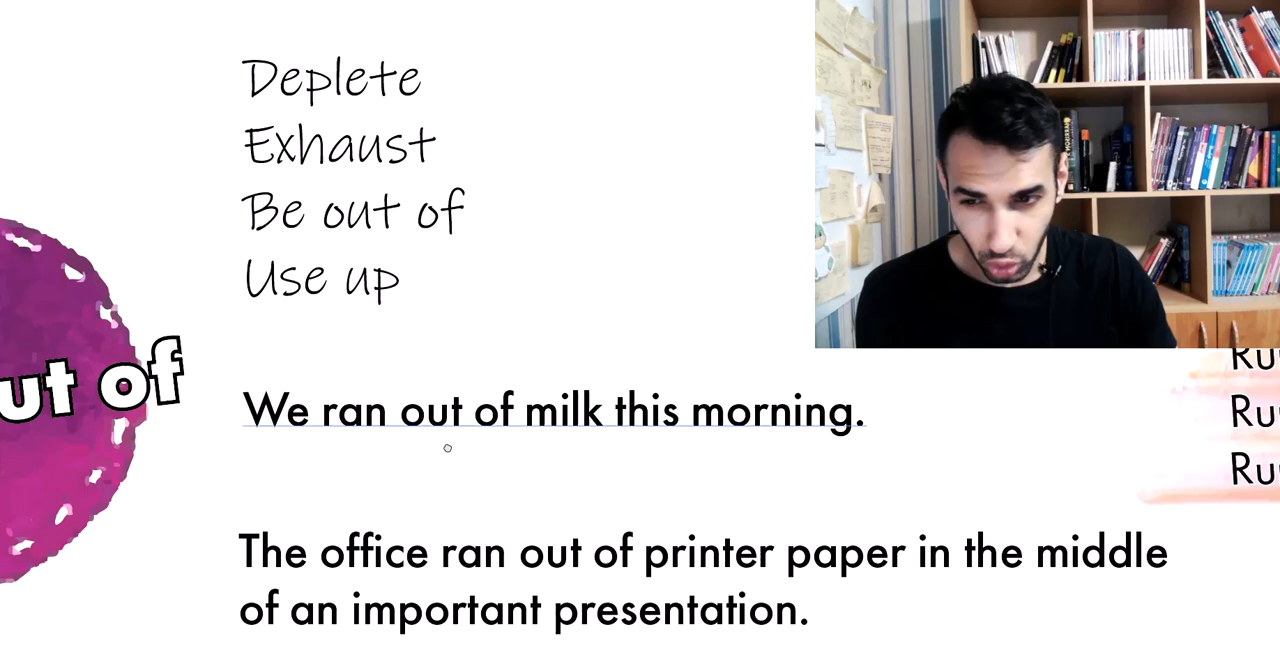 Deplete
Exhaust
Be out of
Use up
ut of
We ran out of milk this morning.
The office ran out of printer paper in the middle
of an important presentation.